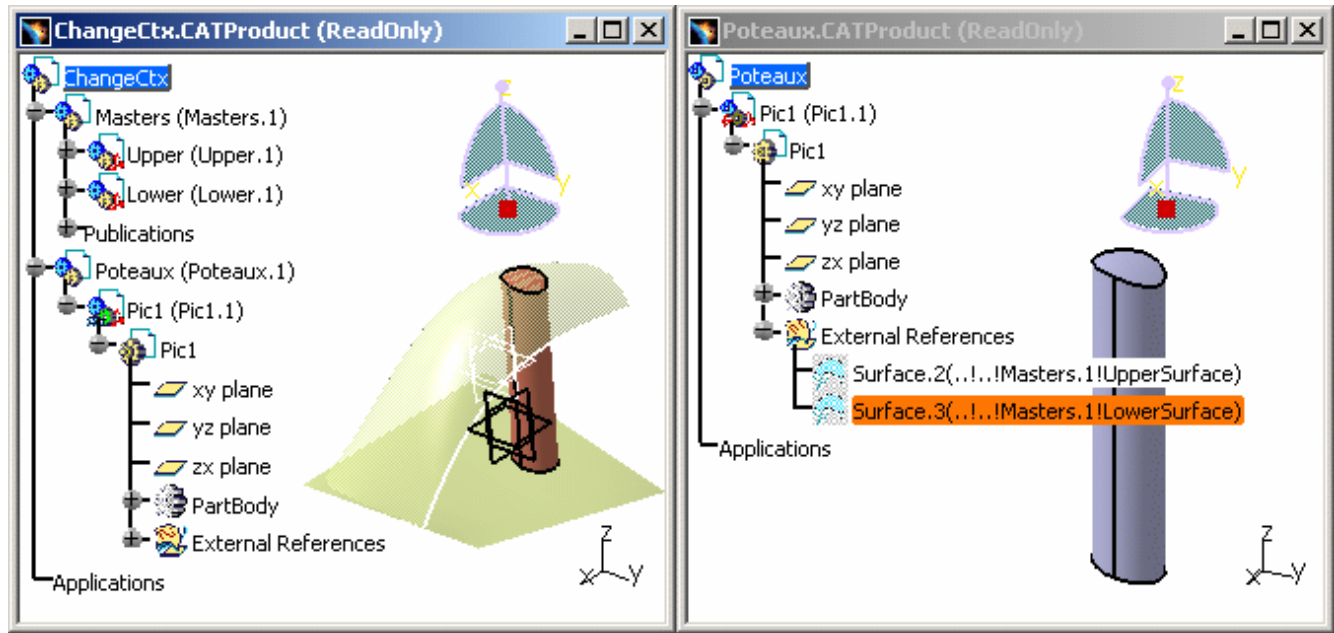 ChangeCtx.CATProduct (ReadOnly)
ChangeCtx
Masters (Masters.1)
Upper (Upper.1)
Lower (Lower.1)
Publications
Poteaux (Poteaux.1)
Pic1 (Pic1.1)
Pic1
xy plane
yz plane
zx plane
PartBody
External References
Applications
z
x
y
z
x
y
Poteaux.CATProduct (ReadOnly)
Poteaux
Pic1 (Pic1.1)
Pic1
xy plane
yz plane
zx plane
PartBody
External References
Surface.2(..!..!Masters.1!UpperSurface)
Surface.3(..!..!Masters.1!LowerSurface)
Applications
z
x
y
z
x
y